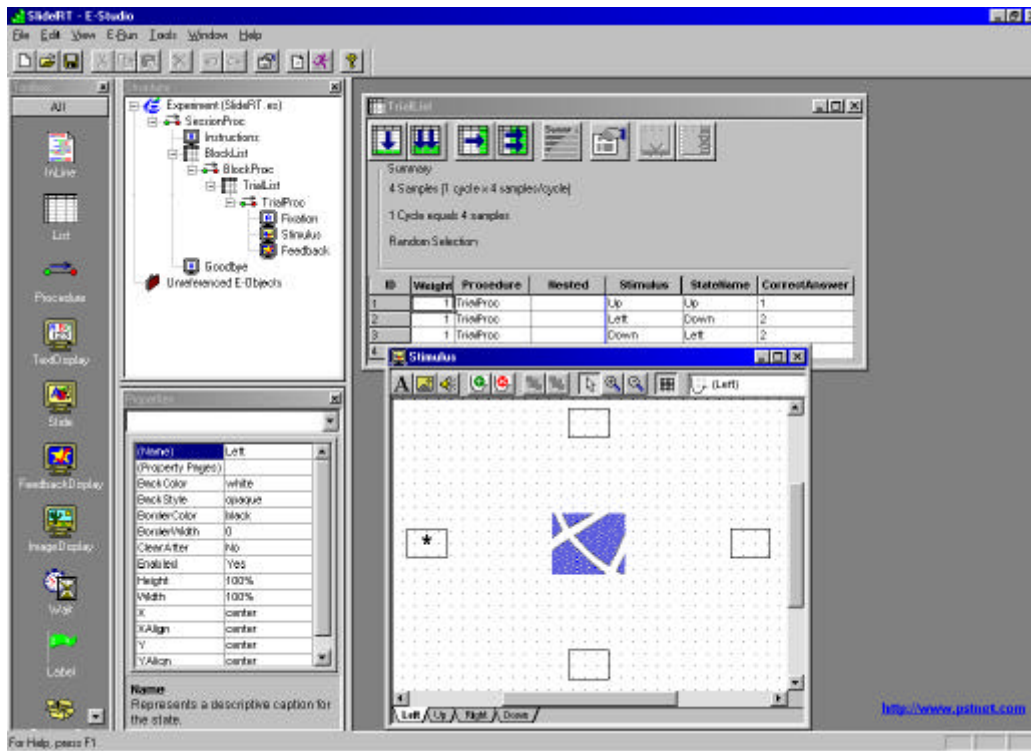 SlideRT - E-Studio
File Edit View E-Run Tools Window Help
Toolbox
All
InLine
List
Procedure
TextDisplay
Slide
FeedbackDisplay
ImageDisplay
Wait
Label
Structure
Experiment (SlideRT.es)
SessionProc
Instructions
BlockList
BlockProc
TrialList
TrialProc
Fixation
Stimulus
Feedback
Goodbye
Unreferenced E-Objects
Properties
(Name) Left
(Property Pages)
BackColor white
BackStyle opaque
BorderColor black
BorderWidth 0
ClearAfter No
Enabled Yes
Height 100%
Width 100%
X center
XAlign center
Y center
YAlign center
Name
Represents a descriptive caption for
the state.
TrialList
Summary
4 Samples (1 cycle x 4 samples/cycle)
1 Cycle equals 4 samples
Random Selection
ID Weight Procedure Nested Stimulus StateName CorrectAnswer
1 1 TrialProc Up Up 1
2 1 TrialProc Left Down 2
3 1 TrialProc Down Left 2
4
Stimulus
A (Left)
*
Left Up Right Down
http://www.pstnet.com
For Help, press F1